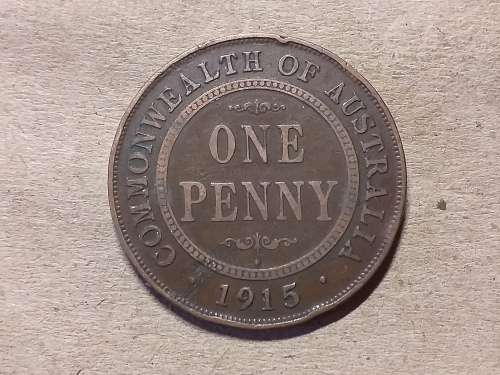 COMMONWEALTH OF AUSTRALIA
ONE
PENNY
1915